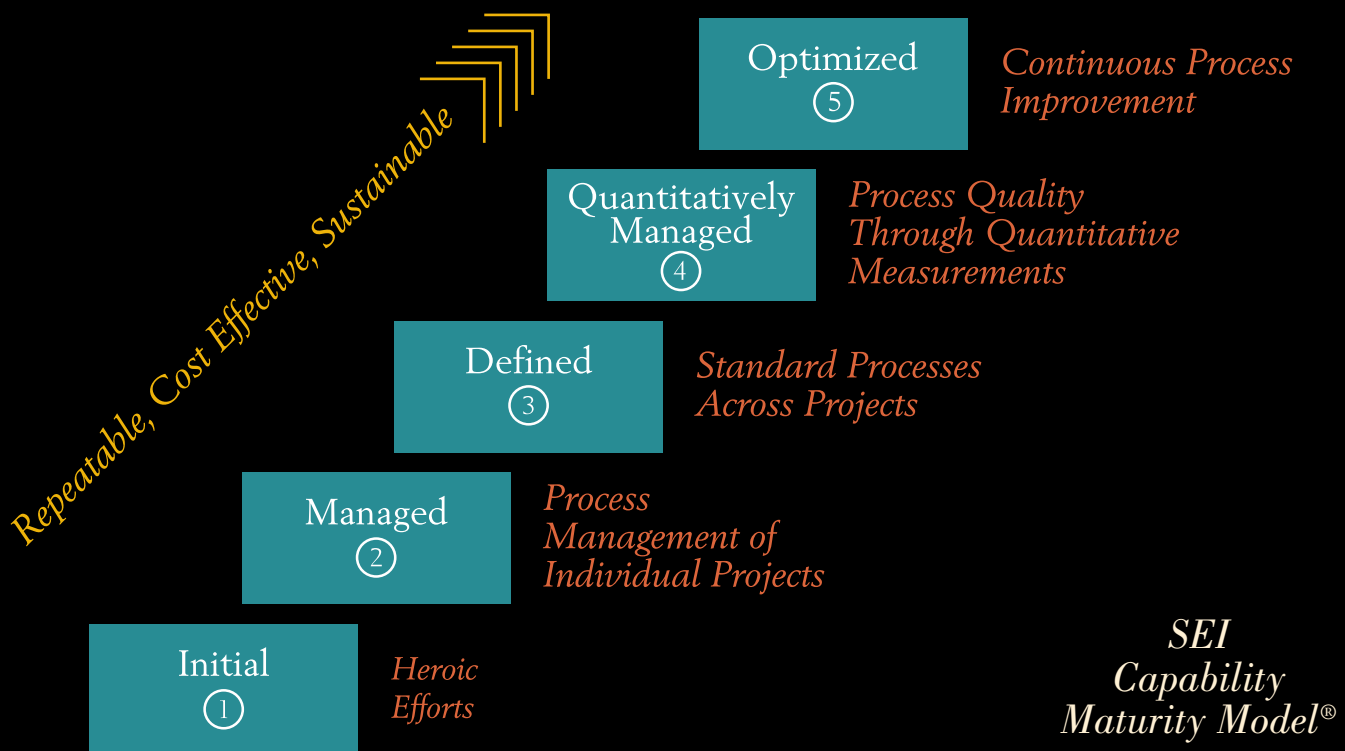 Optimized
5
Continuous Process
Improvement
Quantitatively
Managed
4
Process Quality
Through Quantitative
Measurements
Defined
3
Standard Processes
Across Projects
Managed
2
Process
Management of
Individual Projects
Initial
1
Heroic
Efforts
Repeatable, Cost Effective, Sustainable
SEI
Capability
Maturity Model®